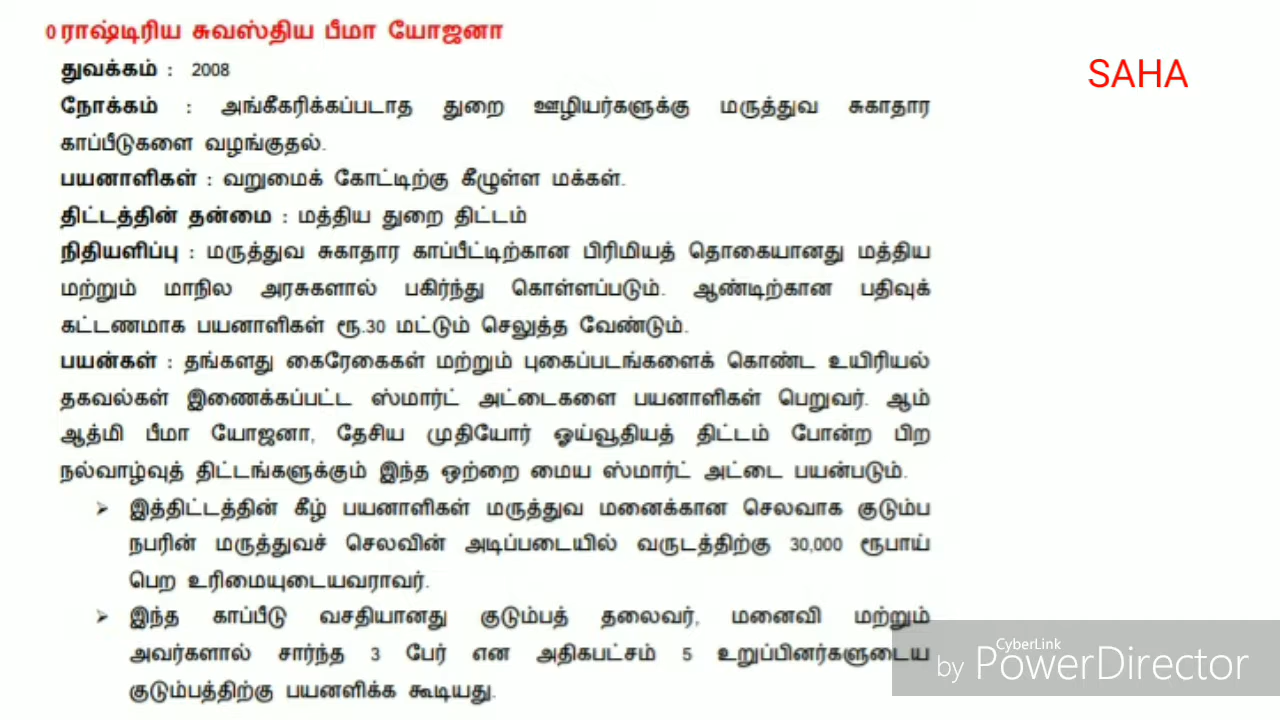 0 ராஷ்டிரிய சுவஸ்திய பீமா யோஜனா
SAHA
துவக்கம் : 2008
நோக்கம் : அங்கீகரிக்கப்படாத துறை ஊழியர்களுக்கு மருத்துவ சுகாதார
காப்பீடுகளை வழங்குதல்.
பயனாளிகள் : வறுமைக் கோட்டிற்கு கீழுள்ள மக்கள்.
திட்டத்தின் தன்மை : மத்திய துறை திட்டம்
நிதியளிப்பு : மருத்துவ சுகாதார காப்பீட்டிற்கான பிரிமியத் தொகையானது மத்திய
மற்றும் மாநில அரசுகளால் பகிர்ந்து கொள்ளப்படும். ஆண்டிற்கான பதிவுக்
கட்டணமாக பயனாளிகள் ரூ.30 மட்டும் செலுத்த வேண்டும்.
பயன்கள் : தங்களது கைரேகைகள் மற்றும் புகைப்படங்களைக் கொண்ட உயிரியல்
தகவல்கள் இணைக்கப்பட்ட ஸ்மார்ட் அட்டைகளை பயனாளிகள் பெறுவர். ஆம்
ஆத்மி பீமா யோஜனா, தேசிய முதியோர் ஓய்வூதியத் திட்டம் போன்ற பிற
நல்வாழ்வுத் திட்டங்களுக்கும் இந்த ஒற்றை மைய ஸ்மார்ட் அட்டை பயன்படும்.
➢ இத்திட்டத்தின் கீழ் பயனாளிகள் மருத்துவ மனைக்கான செலவாக குடும்ப
நபரின் மருத்துவச் செலவின் அடிப்படையில் வருடத்திற்கு 30,000 ரூபாய்
பெற உரிமையுடையவராவர்.
➢ இந்த காப்பீடு வசதியானது குடும்பத் தலைவர், மனைவி மற்றும்
அவர்களால் சார்ந்த 3 பேர் என அதிகபட்சம் 5 உறுப்பினர்களுடைய
குடும்பத்திற்கு பயனளிக்க கூடியது.
CyberLink
by PowerDirector